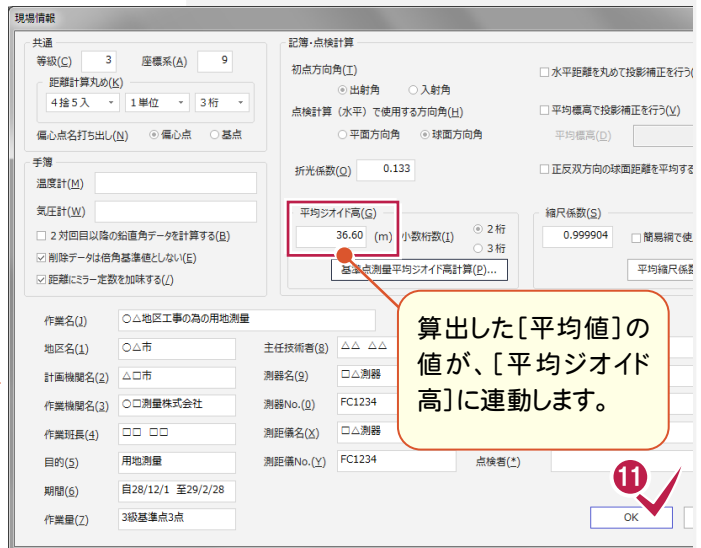 現場情報
共通
等級(C) 3 座標系(A) 9
距離計算丸め(K)
4捨5入 1単位 3桁
偏心点名打ち出し(N) 偏心点 基点
手簿
温度計(M)
気圧計(W)
2対回目以降の鉛直角データを計算する(B)
削除データは倍角基準値としない(E)
距離にミラー定数を加味する(/)
記簿・点検計算
初点方向角(T)
出射角 入射角
点検計算(水平)で使用する方向角(H)
平面方向角 球面方向角
折光係数(O) 0.133
水平距離を丸めて投影補正を行う(
平均標高で投影補正を行う(V)
平均標高(D)
正反双方向の球面距離を平均する
平均ジオイド高(G)
36.60 (m) 小数桁数(I) 2桁
3桁
基準点測量平均ジオイド高計算(P)...
縮尺係数(S)
0.999904 簡易網で使
平均縮尺係数
作業名(J) ○△地区工事の為の用地測量
地区名(1) ○△市 主任技術者(8) △△ △△
計画機関名(2) △□市 測器名(9) □△測器
作業機関名(3) ○□測量株式会社 測器No.(0) FC1234
作業班長(4) □□ □□ 測距儀名(X) □△測器
目的(5) 用地測量 測距儀No.(Y) FC1234 点検者(*)
期間(6) 自28/12/1 至29/2/28
作業量(7) 3級基準点3点
算出した[平均値]の
値が、[平均ジオイド
高]に連動します。
11
OK